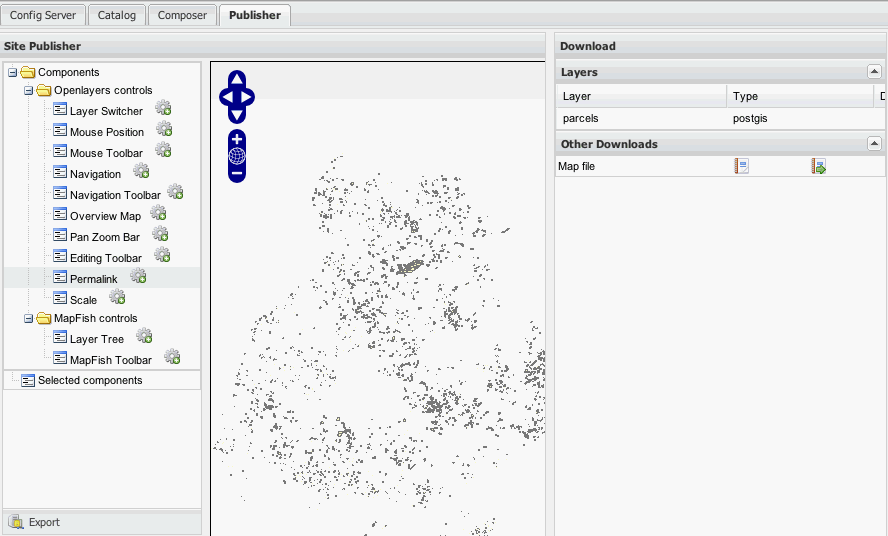 Config Server
Catalog
Composer
Publisher
Site Publisher
Components
Openlayers controls
Layer Switcher
Mouse Position
Mouse Toolbar
Navigation
Navigation Toolbar
Overview Map
Pan Zoom Bar
Editing Toolbar
Permalink
Scale
MapFish controls
Layer Tree
MapFish Toolbar
Selected components
Export
Download
Layers
Layer Type
parcels postgis
Other Downloads
Map file